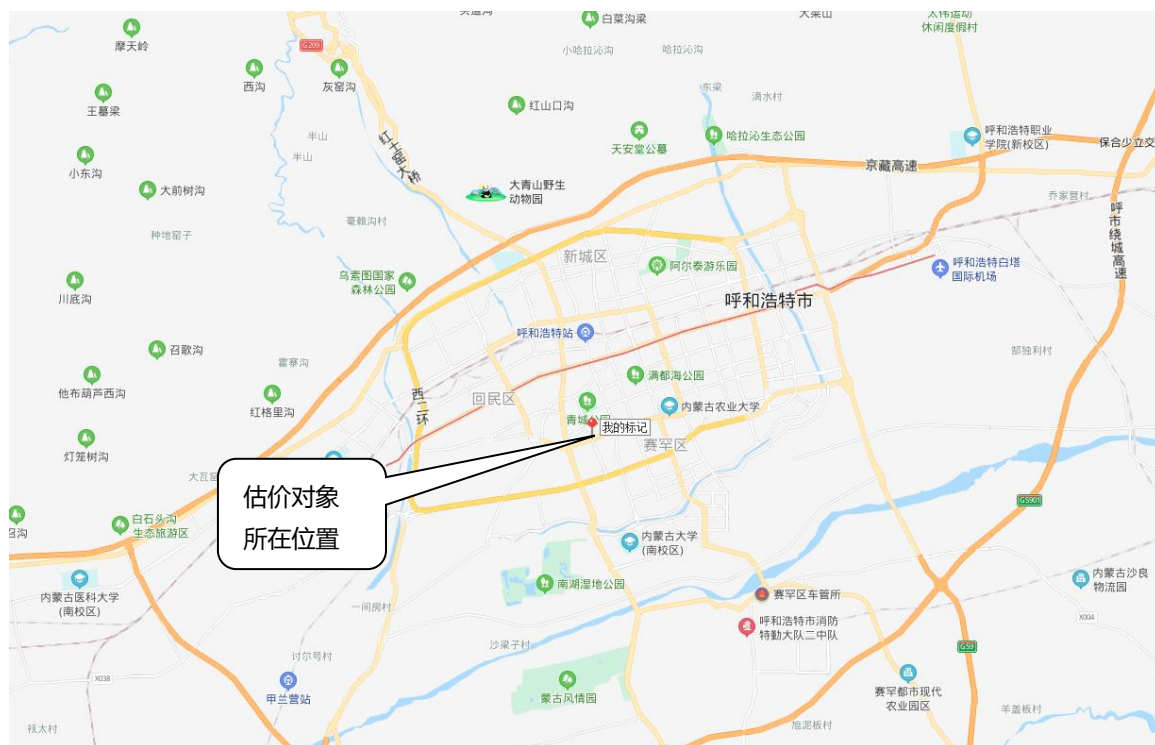 白菜沟梁
大梁山
休闲度假村
摩天岭
G209
小哈拉沁沟
哈拉沁沟
西沟
灰窑沟
东梁
滴水村
王墓梁
红山口沟
半山
红土窑大桥
天安堂公墓
哈拉沁生态公园
呼和浩特职业
学院(新校区)
保合少立交
半山
小东沟
京藏高速
大前树沟
大青山野生
动物园
乔家营村
毫赖沟村
呼市绕城高速
种地窑子
新城区
阿尔泰游乐园
呼和浩特白塔
国际机场
乌素图国家
森林公园
川底沟
呼和浩特市
呼和浩特站
召歌沟
霍寨沟
郜独利村
他布葫芦西沟
满都海公园
西二环
回民区
红格里沟
青城公园
内蒙古农业大学
我的标记
灯笼树沟
赛罕区
大瓦窑
估价对象
所在位置
G5901
召沟
白石头沟
生态旅游区
内蒙古大学
(南校区)
内蒙古医科大学
(南校区)
南湖湿地公园
内蒙古沙良
物流园
一间房村
赛罕区车管所
X004
呼和浩特市消防
特勤大队二中队
沙梁子村
G59
讨尔号村
X038
甲兰营站
蒙古风情园
赛罕都市现代
农业园区
羊盖板村
祆太村
旭泥板村